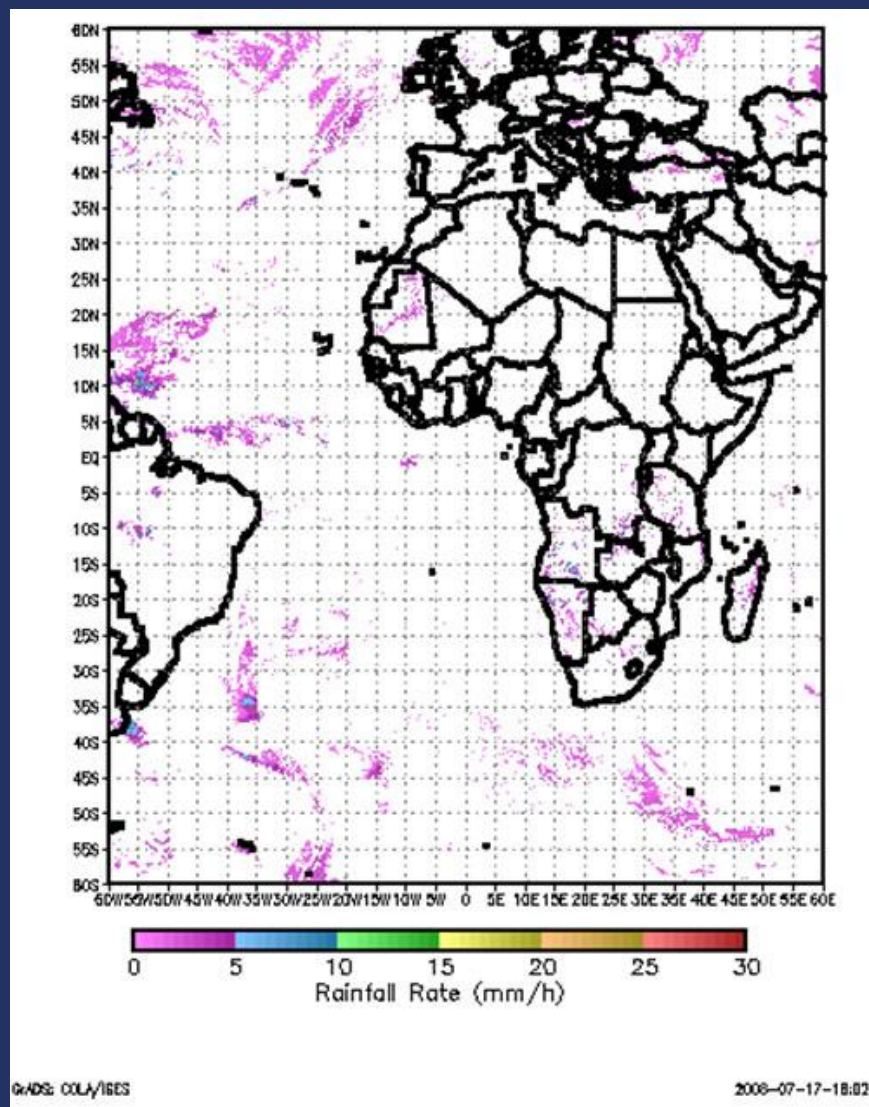 60N
55N
50N
45N
40N
35N
30N
25N
20N
15N
10N
5N
EQ
5S
10S
15S
20S
25S
30S
35S
40S
45S
50S
55S
60S
60W 55W 50W 45W 40W 35W 30W 25W 20W 15W 10W 5W 0 5E 10E 15E 20E 25E 30E 35E 40E 45E 50E 55E 60E
0 5 10 15 20 25 30
Rainfall Rate (mm/h)
GrADS: COLA/IGES 2008-07-17-18:02